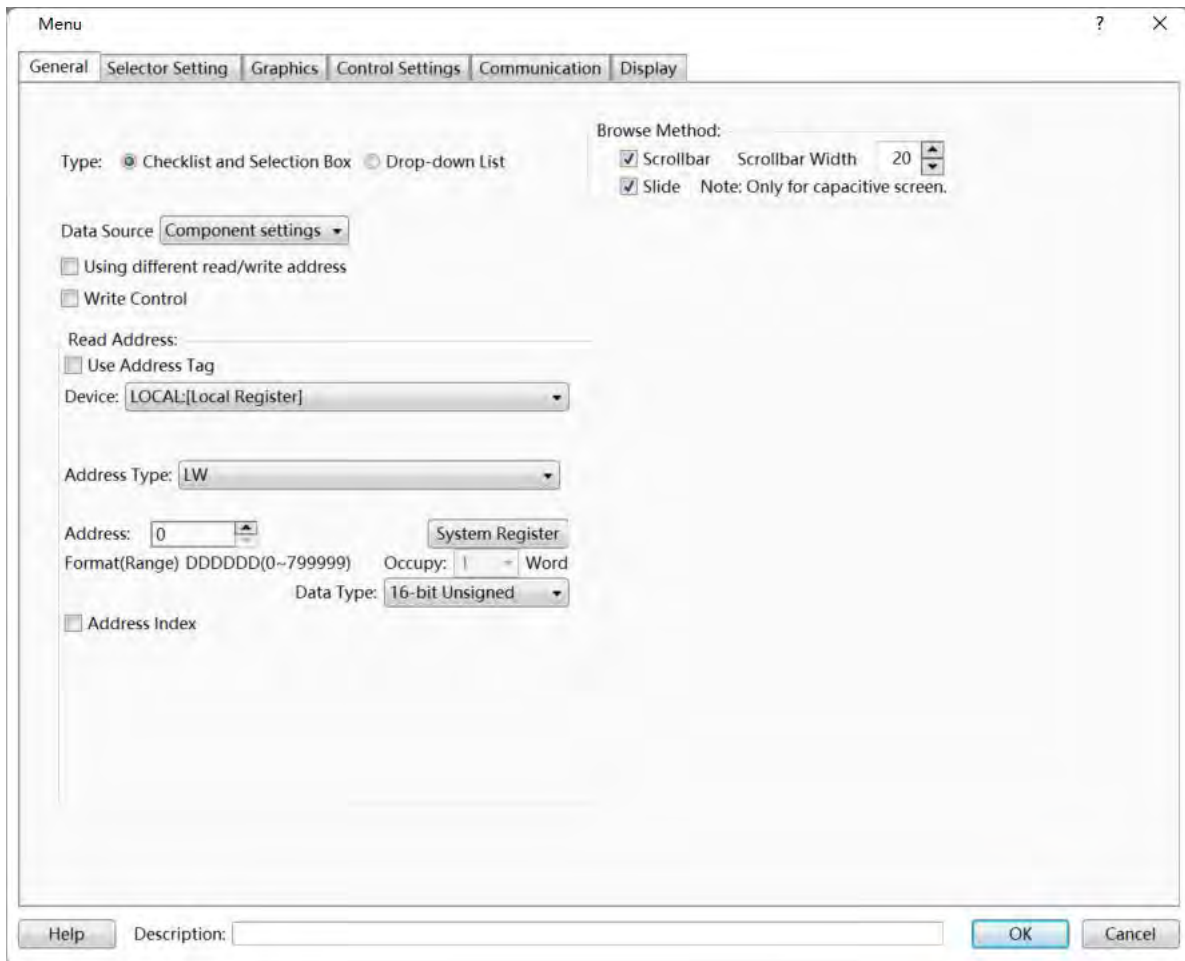 Menu ? ×
General Selector Setting Graphics Control Settings Communication Display
Browse Method:
Type: Checklist and Selection Box Drop-down List
Scrollbar Scrollbar Width 20
Slide Note: Only for capacitive screen.
Data Source Component settings
Using different read/write address
Write Control
Read Address:
Use Address Tag
Device: LOCAL:[Local Register]
Address Type: LW
Address: 0 System Register
Format(Range) DDDDDD(0~799999) Occupy: 1 Word
Data Type: 16-bit Unsigned
Address Index
Help Description: OK Cancel